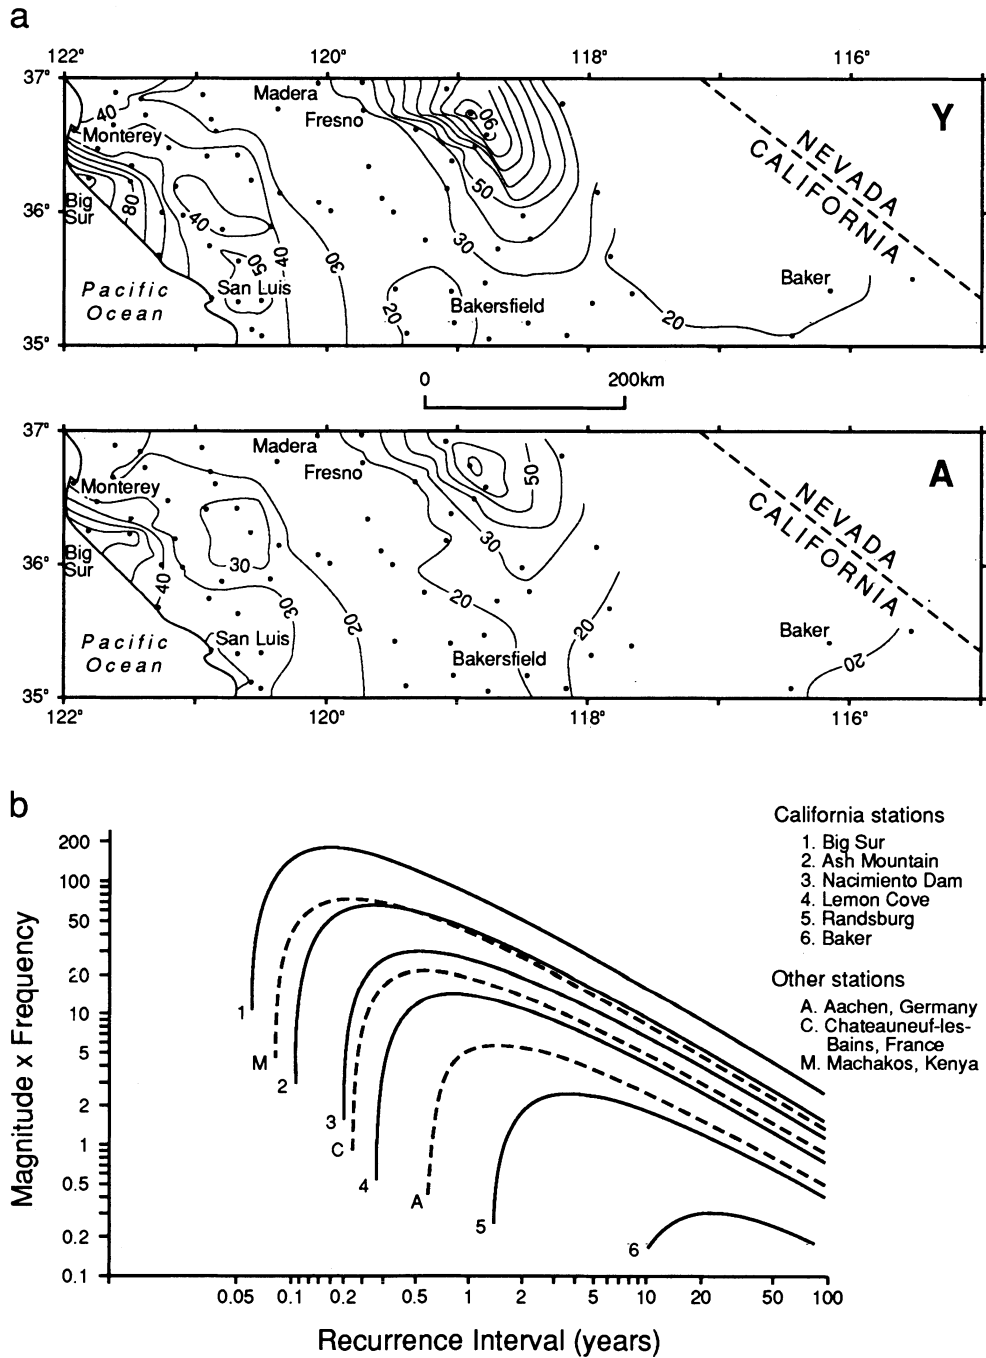 a
122° 120° 118° 116°
37°
Y
Madera
Fresno
40
Monterey
Big
Sur
80
40
50
San Luis
40
30
90
50
30
NEVADA
CALIFORNIA
36°
Pacific
Ocean
20
Bakersfield
20
Baker
35°
0 200km
37°
A
Madera
Fresno
Monterey
Big
Sur
40
30
30
San Luis
20
50
30
20
20
NEVADA
CALIFORNIA
36°
Pacific
Ocean
Bakersfield
Baker
20
35°
122° 120° 118° 116°
b
Magnitude x Frequency
200
100
50
20
10
5
2
1
0.5
0.2
0.1
1
M
2
3
C
4
A
5
6
California stations
1. Big Sur
2. Ash Mountain
3. Nacimiento Dam
4. Lemon Cove
5. Randsburg
6. Baker
Other stations
A. Aachen, Germany
C. Chateauneuf-les-
Bains, France
M. Machakos, Kenya
0.05 0.1 0.2 0.5 1 2 5 10 20 50 100
Recurrence Interval (years)